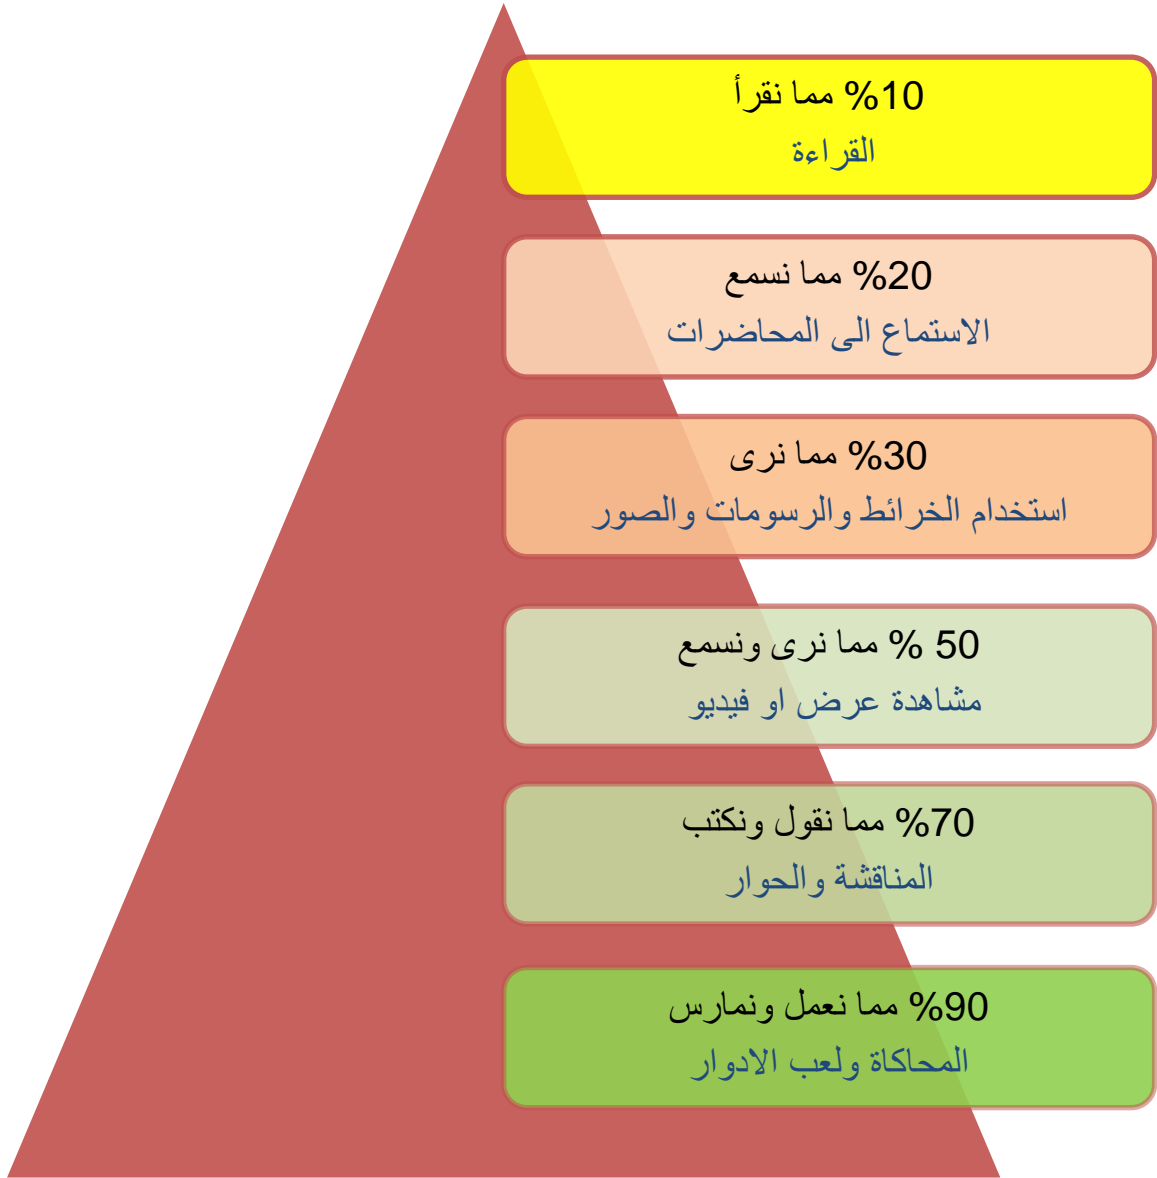 %10 مما نقرأ
القراءة
%20 مما نسمع
الاستماع الى المحاضرات
%30 مما نرى
استخدام الخرائط والرسومات والصور
50 % مما نرى ونسمع
مشاهدة عرض او فيديو
%70 مما نقول ونكتب
المناقشة والحوار
%90 مما نعمل ونمارس
المحاكاة ولعب الادوار